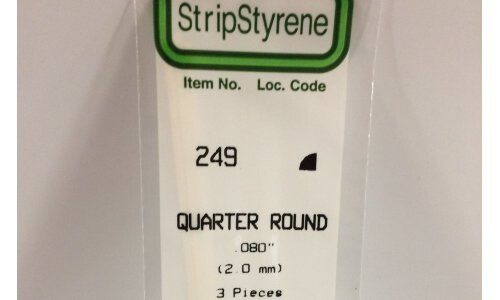 StripStyrene
Item No. Loc. Code
249
QUARTER ROUND
.080"
(2.0 mm)
3 Pieces